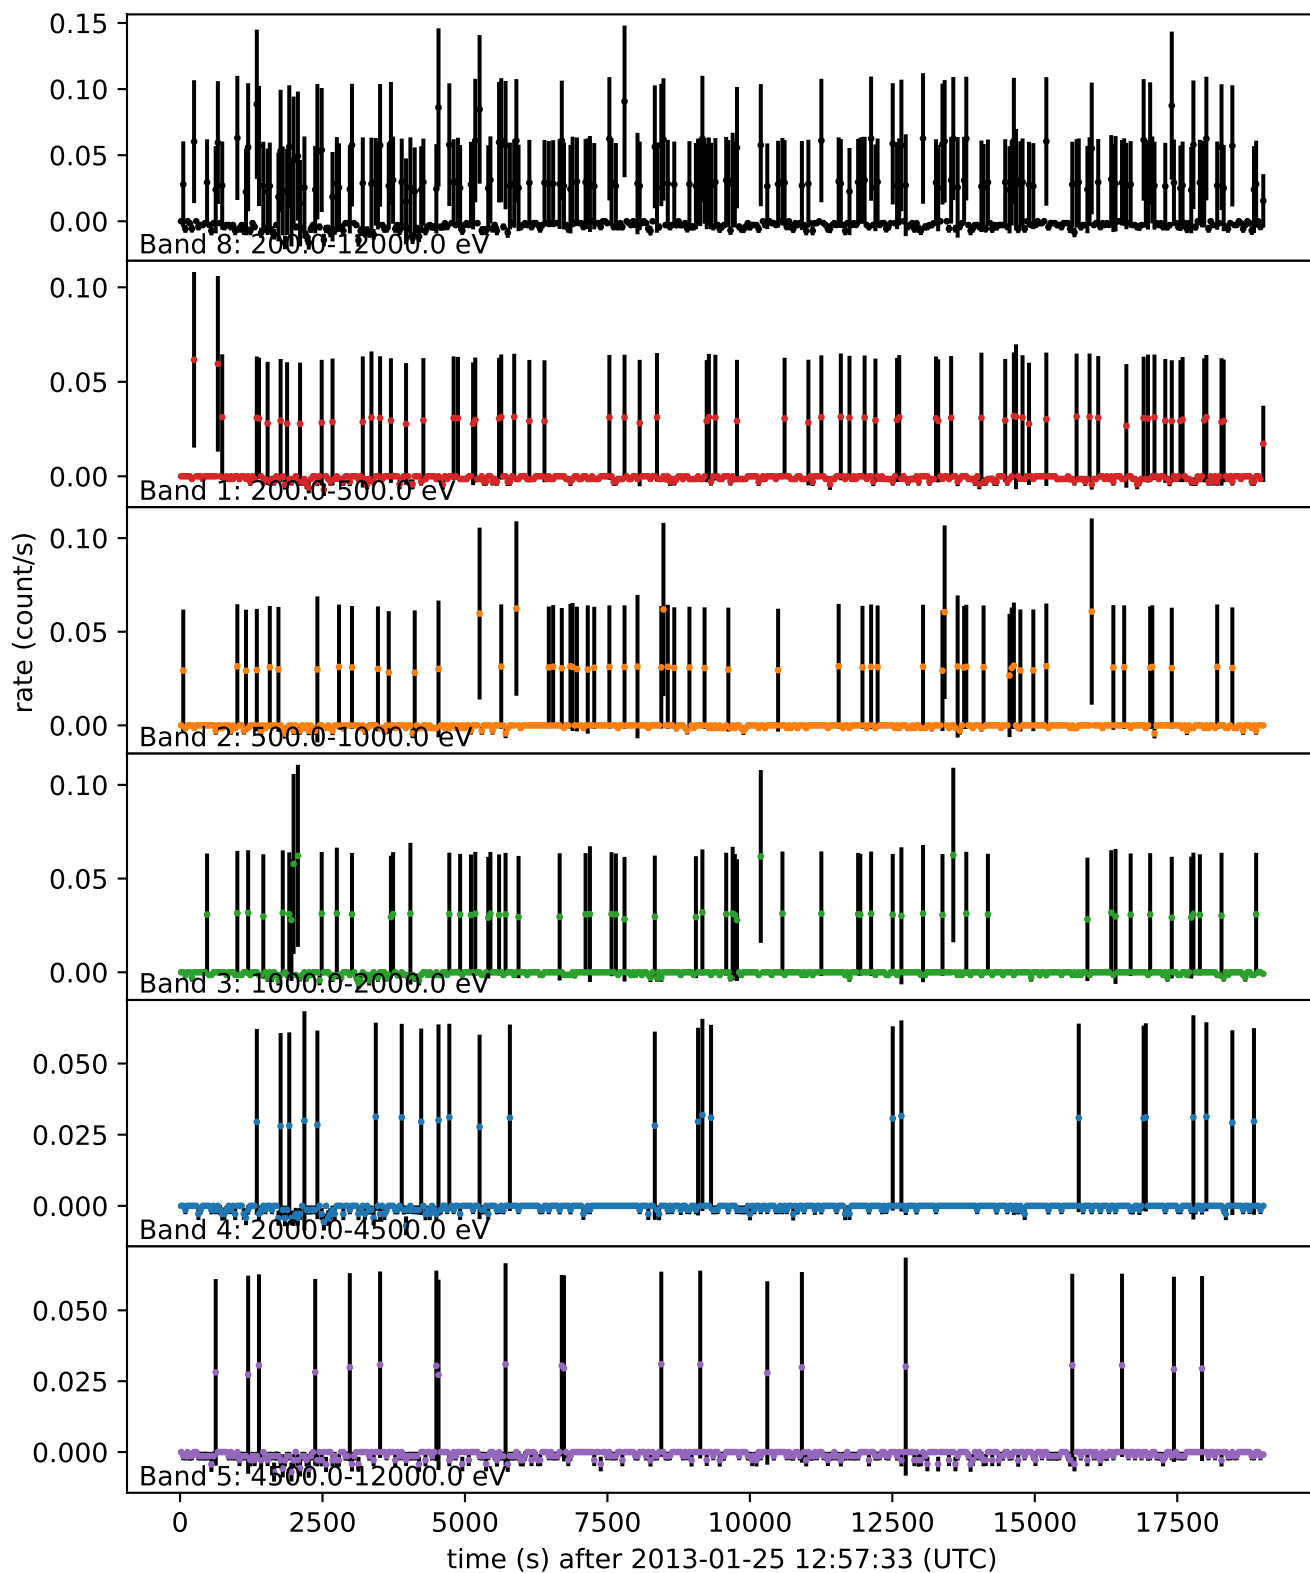 0.15
0.10
0.05
0.00
Band 8: 200.0-12000.0 eV
0.10
0.05
0.00
Band 1: 200.0-500.0 eV
rate (count/s)
0.10
0.05
0.00
Band 2: 500.0-1000.0 eV
0.10
0.05
0.00
Band 3: 1000.0-2000.0 eV
0.050
0.025
0.000
Band 4: 2000.0-4500.0 eV
0.050
0.025
0.000
Band 5: 4500.0-12000.0 eV
0 2500 5000 7500 10000 12500 15000 17500
time (s) after 2013-01-25 12:57:33 (UTC)